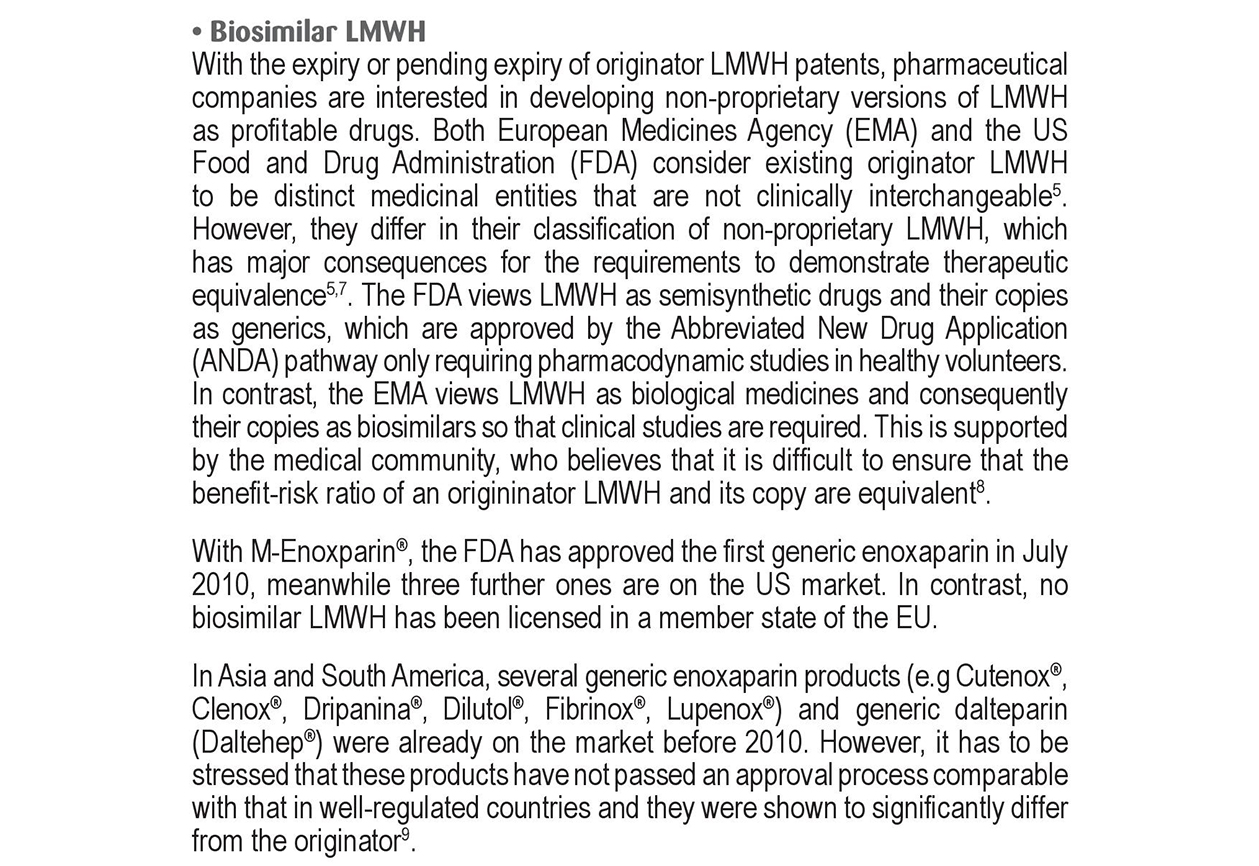 • Biosimilar LMWH
With the expiry or pending expiry of originator LMWH patents, pharmaceutical
companies are interested in developing non-proprietary versions of LMWH
as profitable drugs. Both European Medicines Agency (EMA) and the US
Food and Drug Administration (FDA) consider existing originator LMWH
to be distinct medicinal entities that are not clinically interchangeable⁵.
However, they differ in their classification of non-proprietary LMWH, which
has major consequences for the requirements to demonstrate therapeutic
equivalence⁵,⁷. The FDA views LMWH as semisynthetic drugs and their copies
as generics, which are approved by the Abbreviated New Drug Application
(ANDA) pathway only requiring pharmacodynamic studies in healthy volunteers.
In contrast, the EMA views LMWH as biological medicines and consequently
their copies as biosimilars so that clinical studies are required. This is supported
by the medical community, who believes that it is difficult to ensure that the
benefit-risk ratio of an origininator LMWH and its copy are equivalent⁸.
With M-Enoxparin®, the FDA has approved the first generic enoxaparin in July
2010, meanwhile three further ones are on the US market. In contrast, no
biosimilar LMWH has been licensed in a member state of the EU.
In Asia and South America, several generic enoxaparin products (e.g Cutenox®,
Clenox®, Dripanina®, Dilutol®, Fibrinox®, Lupenox®) and generic dalteparin
(Daltehep®) were already on the market before 2010. However, it has to be
stressed that these products have not passed an approval process comparable
with that in well-regulated countries and they were shown to significantly differ
from the originator⁹.